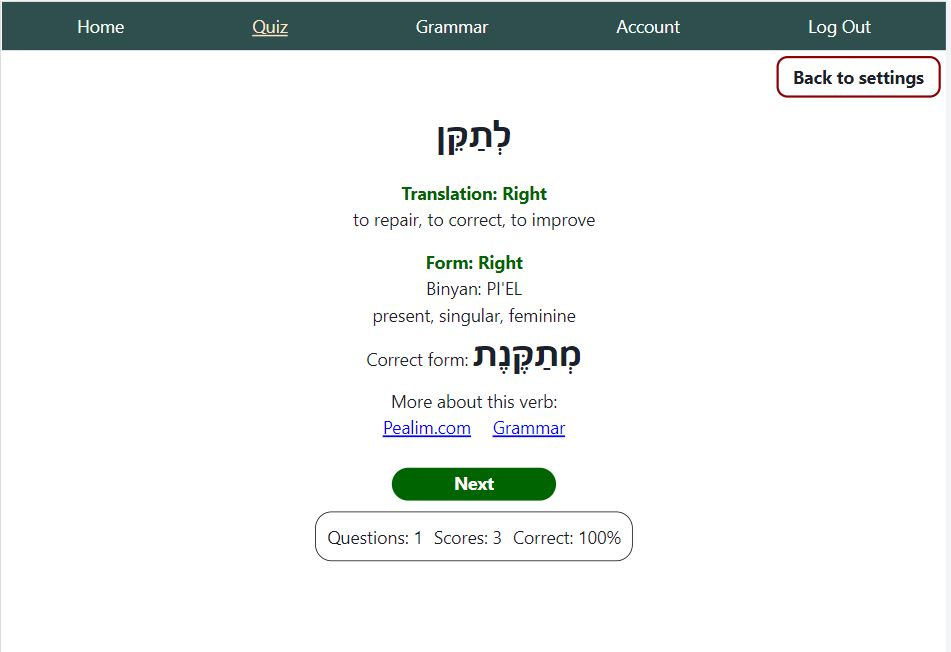 Home Quiz Grammar Account Log Out
Back to settings
לְתַקֵּן
Translation: Right
to repair, to correct, to improve
Form: Right
Binyan: PI'EL
present, singular, feminine
Correct form: מְתַקֶּנֶת
More about this verb:
Pealim.com Grammar
Next
Questions: 1 Scores: 3 Correct: 100%